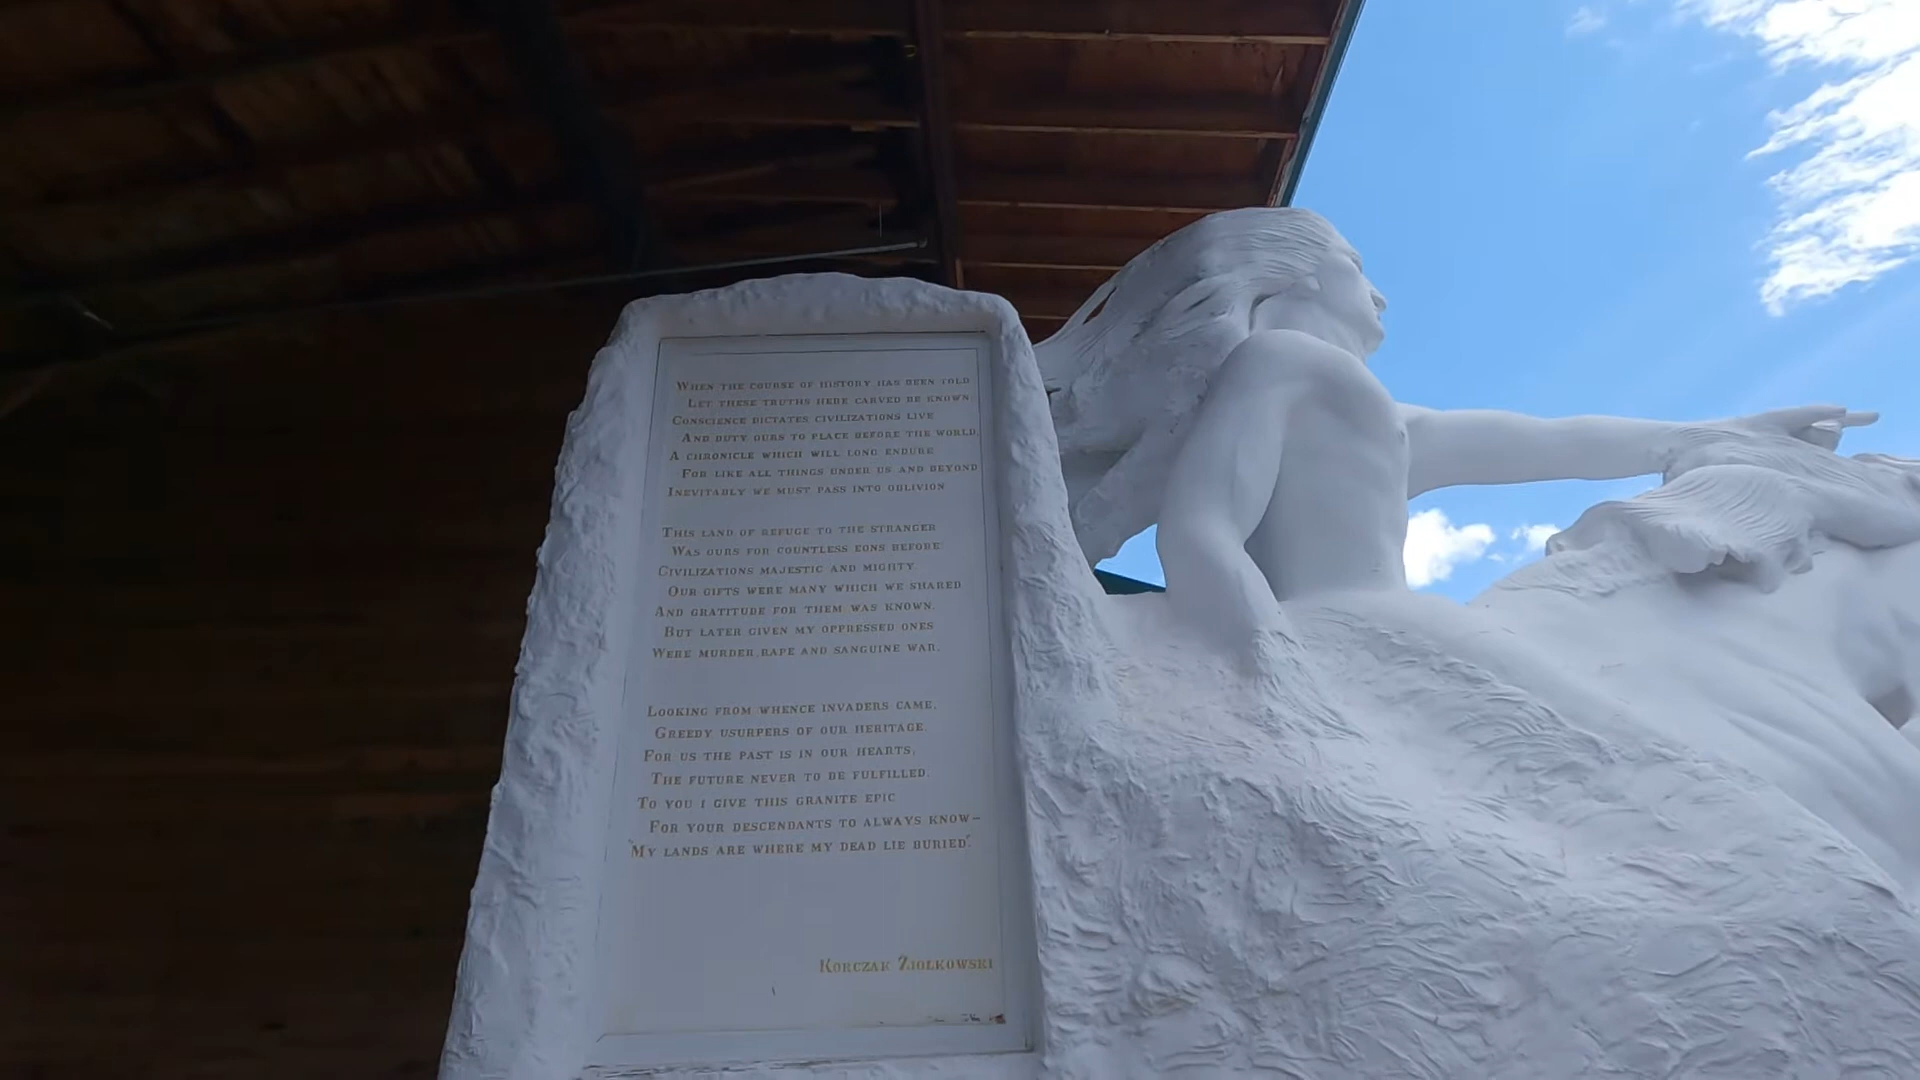 When the course of history has been told
Let these truths here carved be known
Conscience dictates civilizations live
And duty ours to place before the world,
A chronicle which will long endure
For like all things under us and beyond
Inevitably we must pass into oblivion
This land of refuge to the stranger
Was ours for countless eons before
Civilizations majestic and mighty.
Our gifts were many which we shared
And gratitude for them was known.
But later given my oppressed ones
Were murder, rape and sanguine war.
Looking from whence invaders came,
Greedy usurpers of our heritage.
For us the past is in our hearts,
The future never to be fulfilled.
To you I give this granite epic
For your descendants to always know—
"My lands are where my dead lie buried".
Korczak Ziolkowski